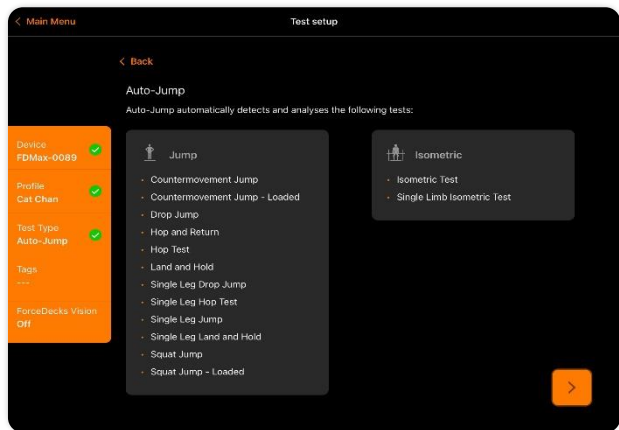 Main Menu
Test setup
Back
Auto-Jump
Auto-Jump automatically detects and analyses the following tests:
Device
FDMax-0089
Profile
Cat Chan
Test Type
Auto-Jump
Tags
---
ForceDecks Vision
Off
Jump
- Countermovement Jump
- Countermovement Jump - Loaded
- Drop Jump
- Hop and Return
- Hop Test
- Land and Hold
- Single Leg Drop Jump
- Single Leg Hop Test
- Single Leg Jump
- Single Leg Land and Hold
- Squat Jump
- Squat Jump - Loaded
Isometric
- Isometric Test
- Single Limb Isometric Test